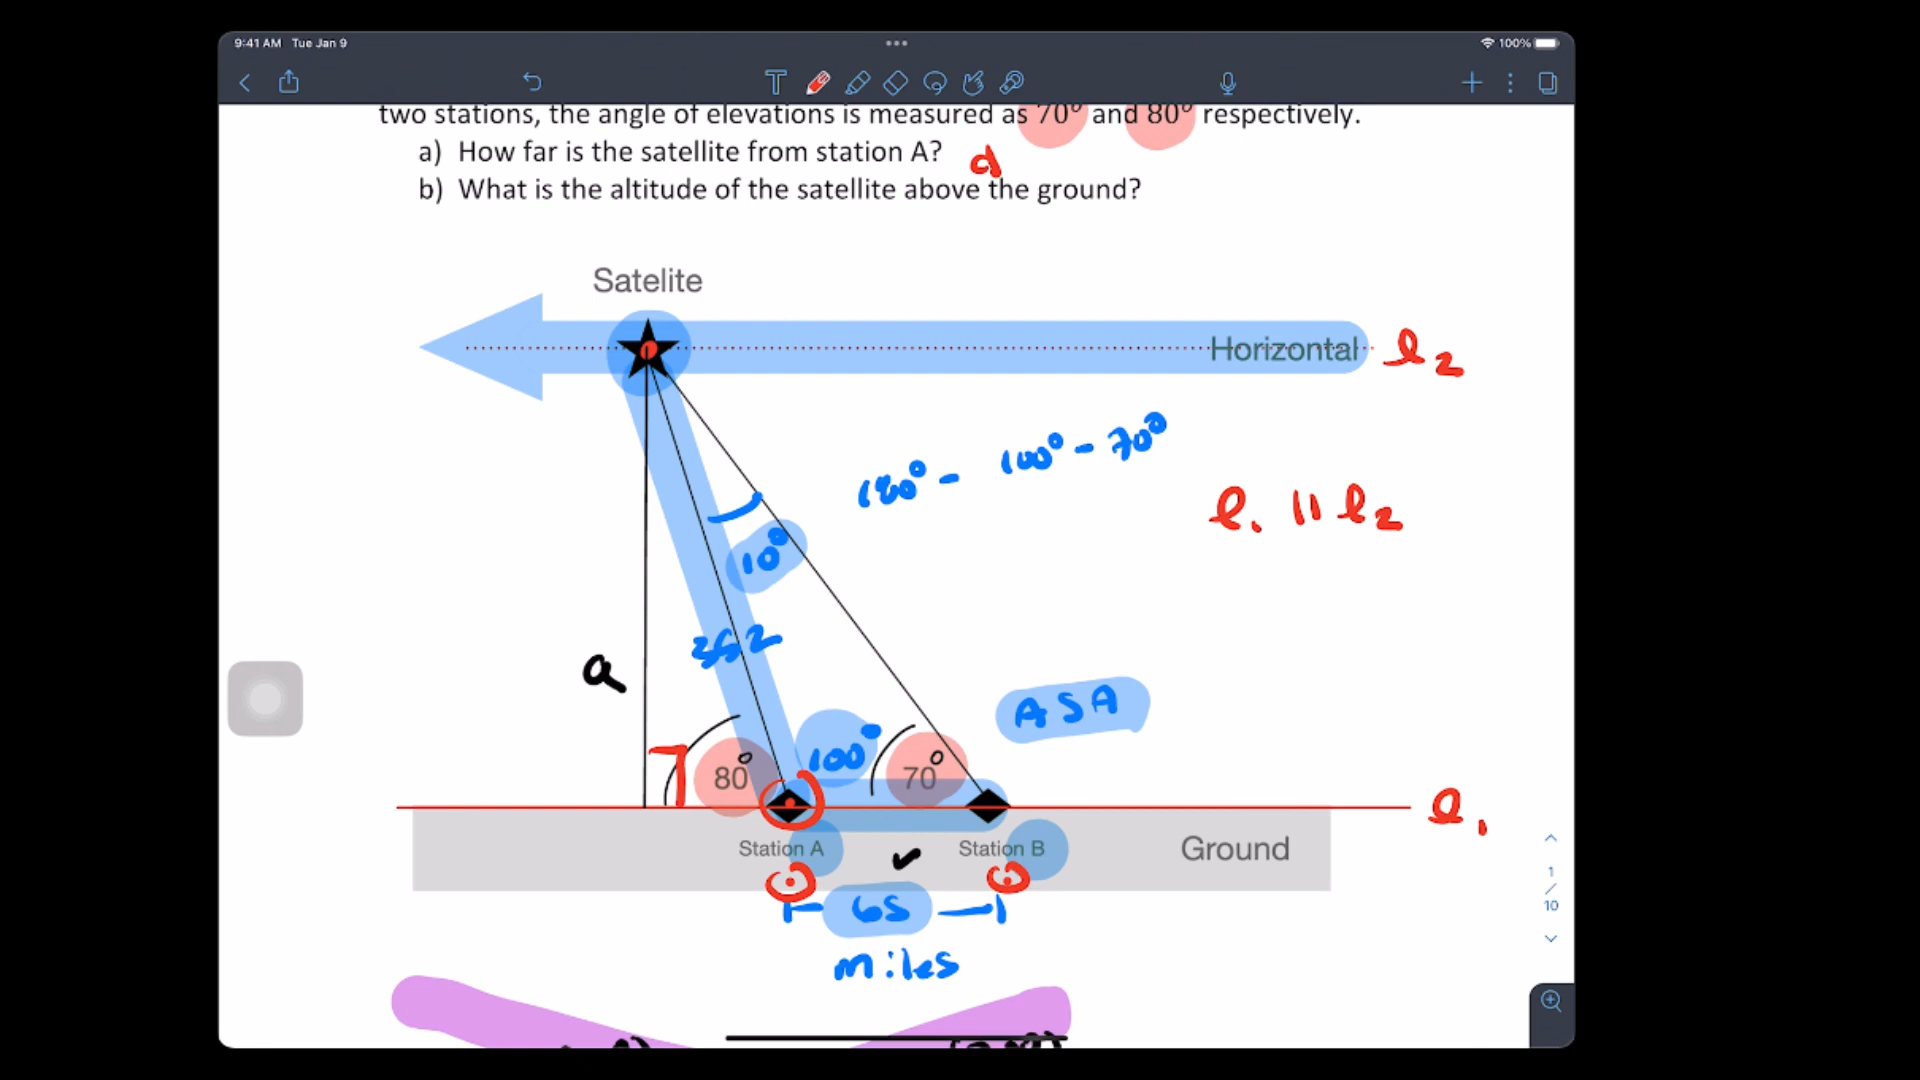 9:41 AM Tue Jan 9
100%
two stations, the angle of elevations is measured as 70° and 80° respectively.
a) How far is the satellite from station A?
d
b) What is the altitude of the satellite above the ground?
Satelite
Horizontal
l₂
180° - 100° - 70°
l₁ || l₂
10°
352
a
ASA
80°
100°
70°
l₁
Station A
Station B
Ground
65
miles
1
/
10